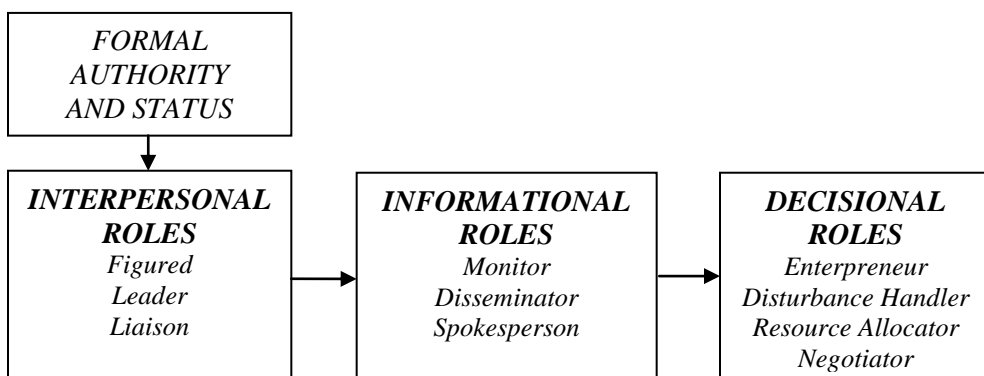 FORMAL
AUTHORITY
AND STATUS
INTERPERSONAL
ROLES
Figured
Leader
Liaison
INFORMATIONAL
ROLES
Monitor
Disseminator
Spokesperson
DECISIONAL
ROLES
Enterpreneur
Disturbance Handler
Resource Allocator
Negotiator